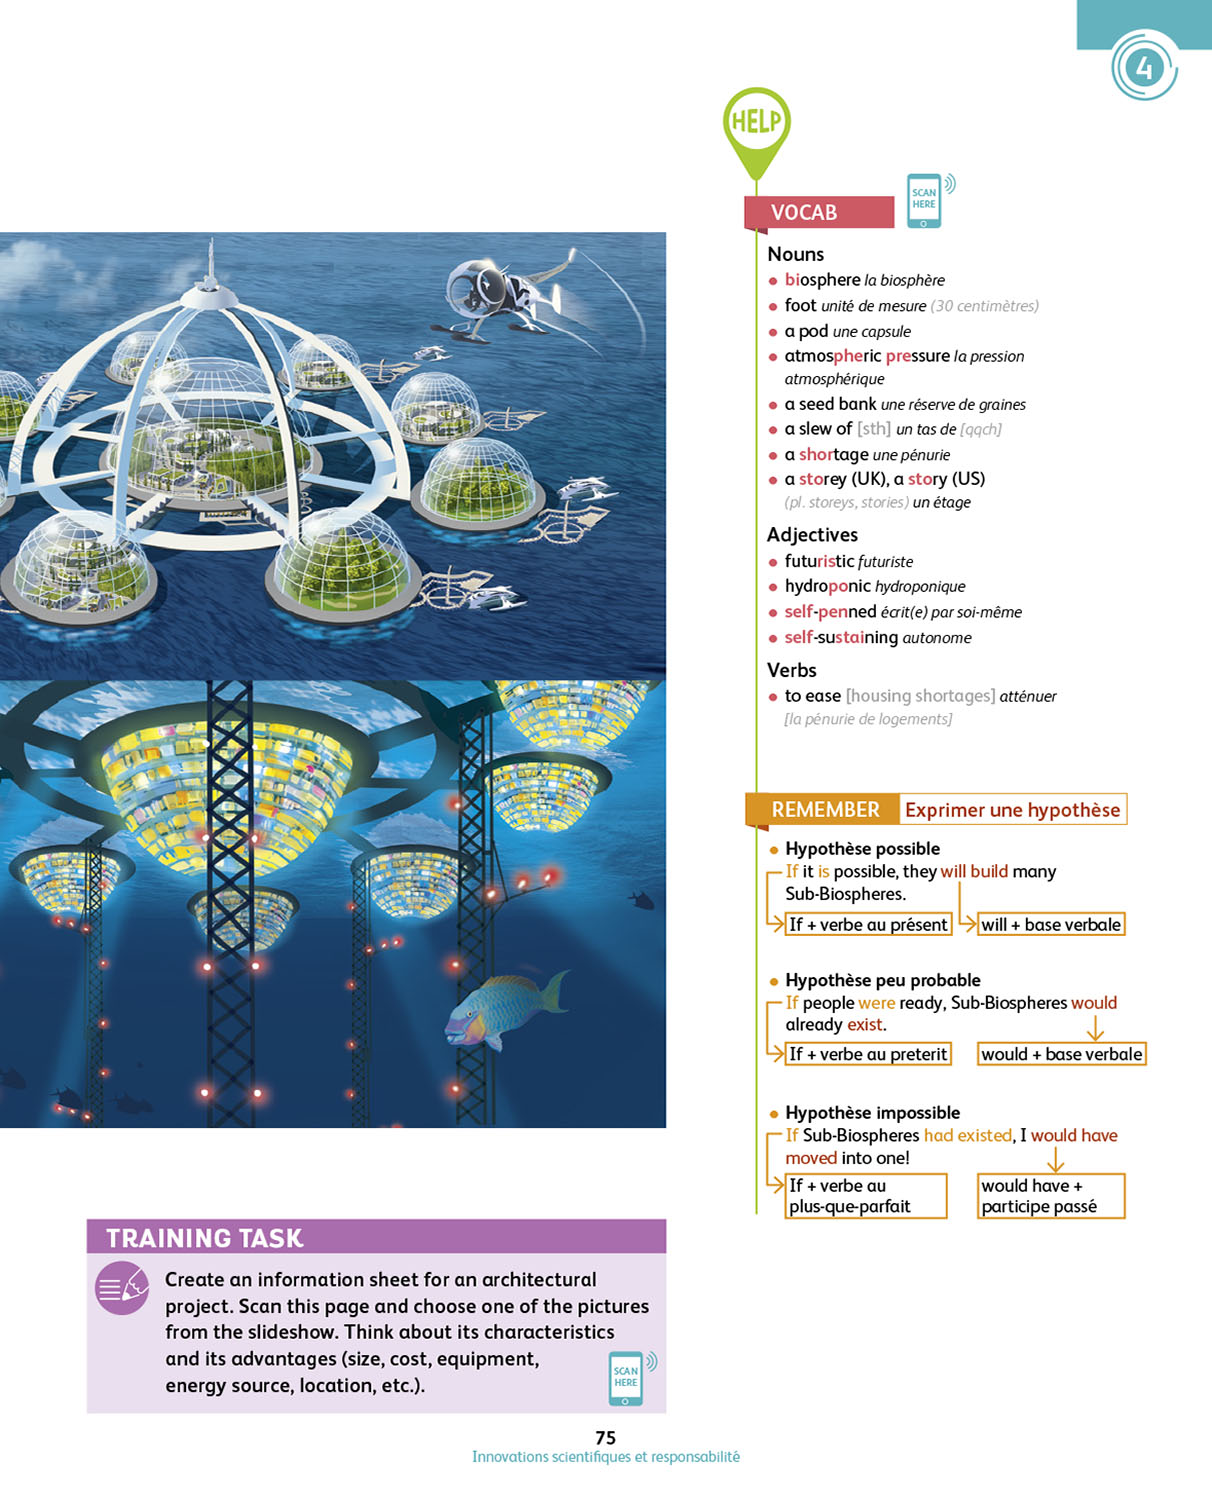 4
HELP
VOCAB
SCAN
HERE
Nouns
• biosphere la biosphère
• foot unité de mesure (30 centimètres)
• a pod une capsule
• atmospheric pressure la pression
atmosphérique
• a seed bank une réserve de graines
• a slew of [sth] un tas de [qqch]
• a shortage une pénurie
• a storey (UK), a story (US)
(pl. storeys, stories) un étage
Adjectives
• futuristic futuriste
• hydroponic hydroponique
• self-penned écrit(e) par soi-même
• self-sustaining autonome
Verbs
• to ease [housing shortages] atténuer
[la pénurie de logements]
REMEMBER Exprimer une hypothèse
• Hypothèse possible
If it is possible, they will build many
Sub-Biospheres.
If + verbe au présent will + base verbale
• Hypothèse peu probable
If people were ready, Sub-Biospheres would
already exist.
If + verbe au preterit would + base verbale
• Hypothèse impossible
If Sub-Biospheres had existed, I would have
moved into one!
If + verbe au
plus-que-parfait
would have +
participe passé
TRAINING TASK
Create an information sheet for an architectural
project. Scan this page and choose one of the pictures
from the slideshow. Think about its characteristics
and its advantages (size, cost, equipment,
energy source, location, etc.).
SCAN
HERE
75
Innovations scientifiques et responsabilité